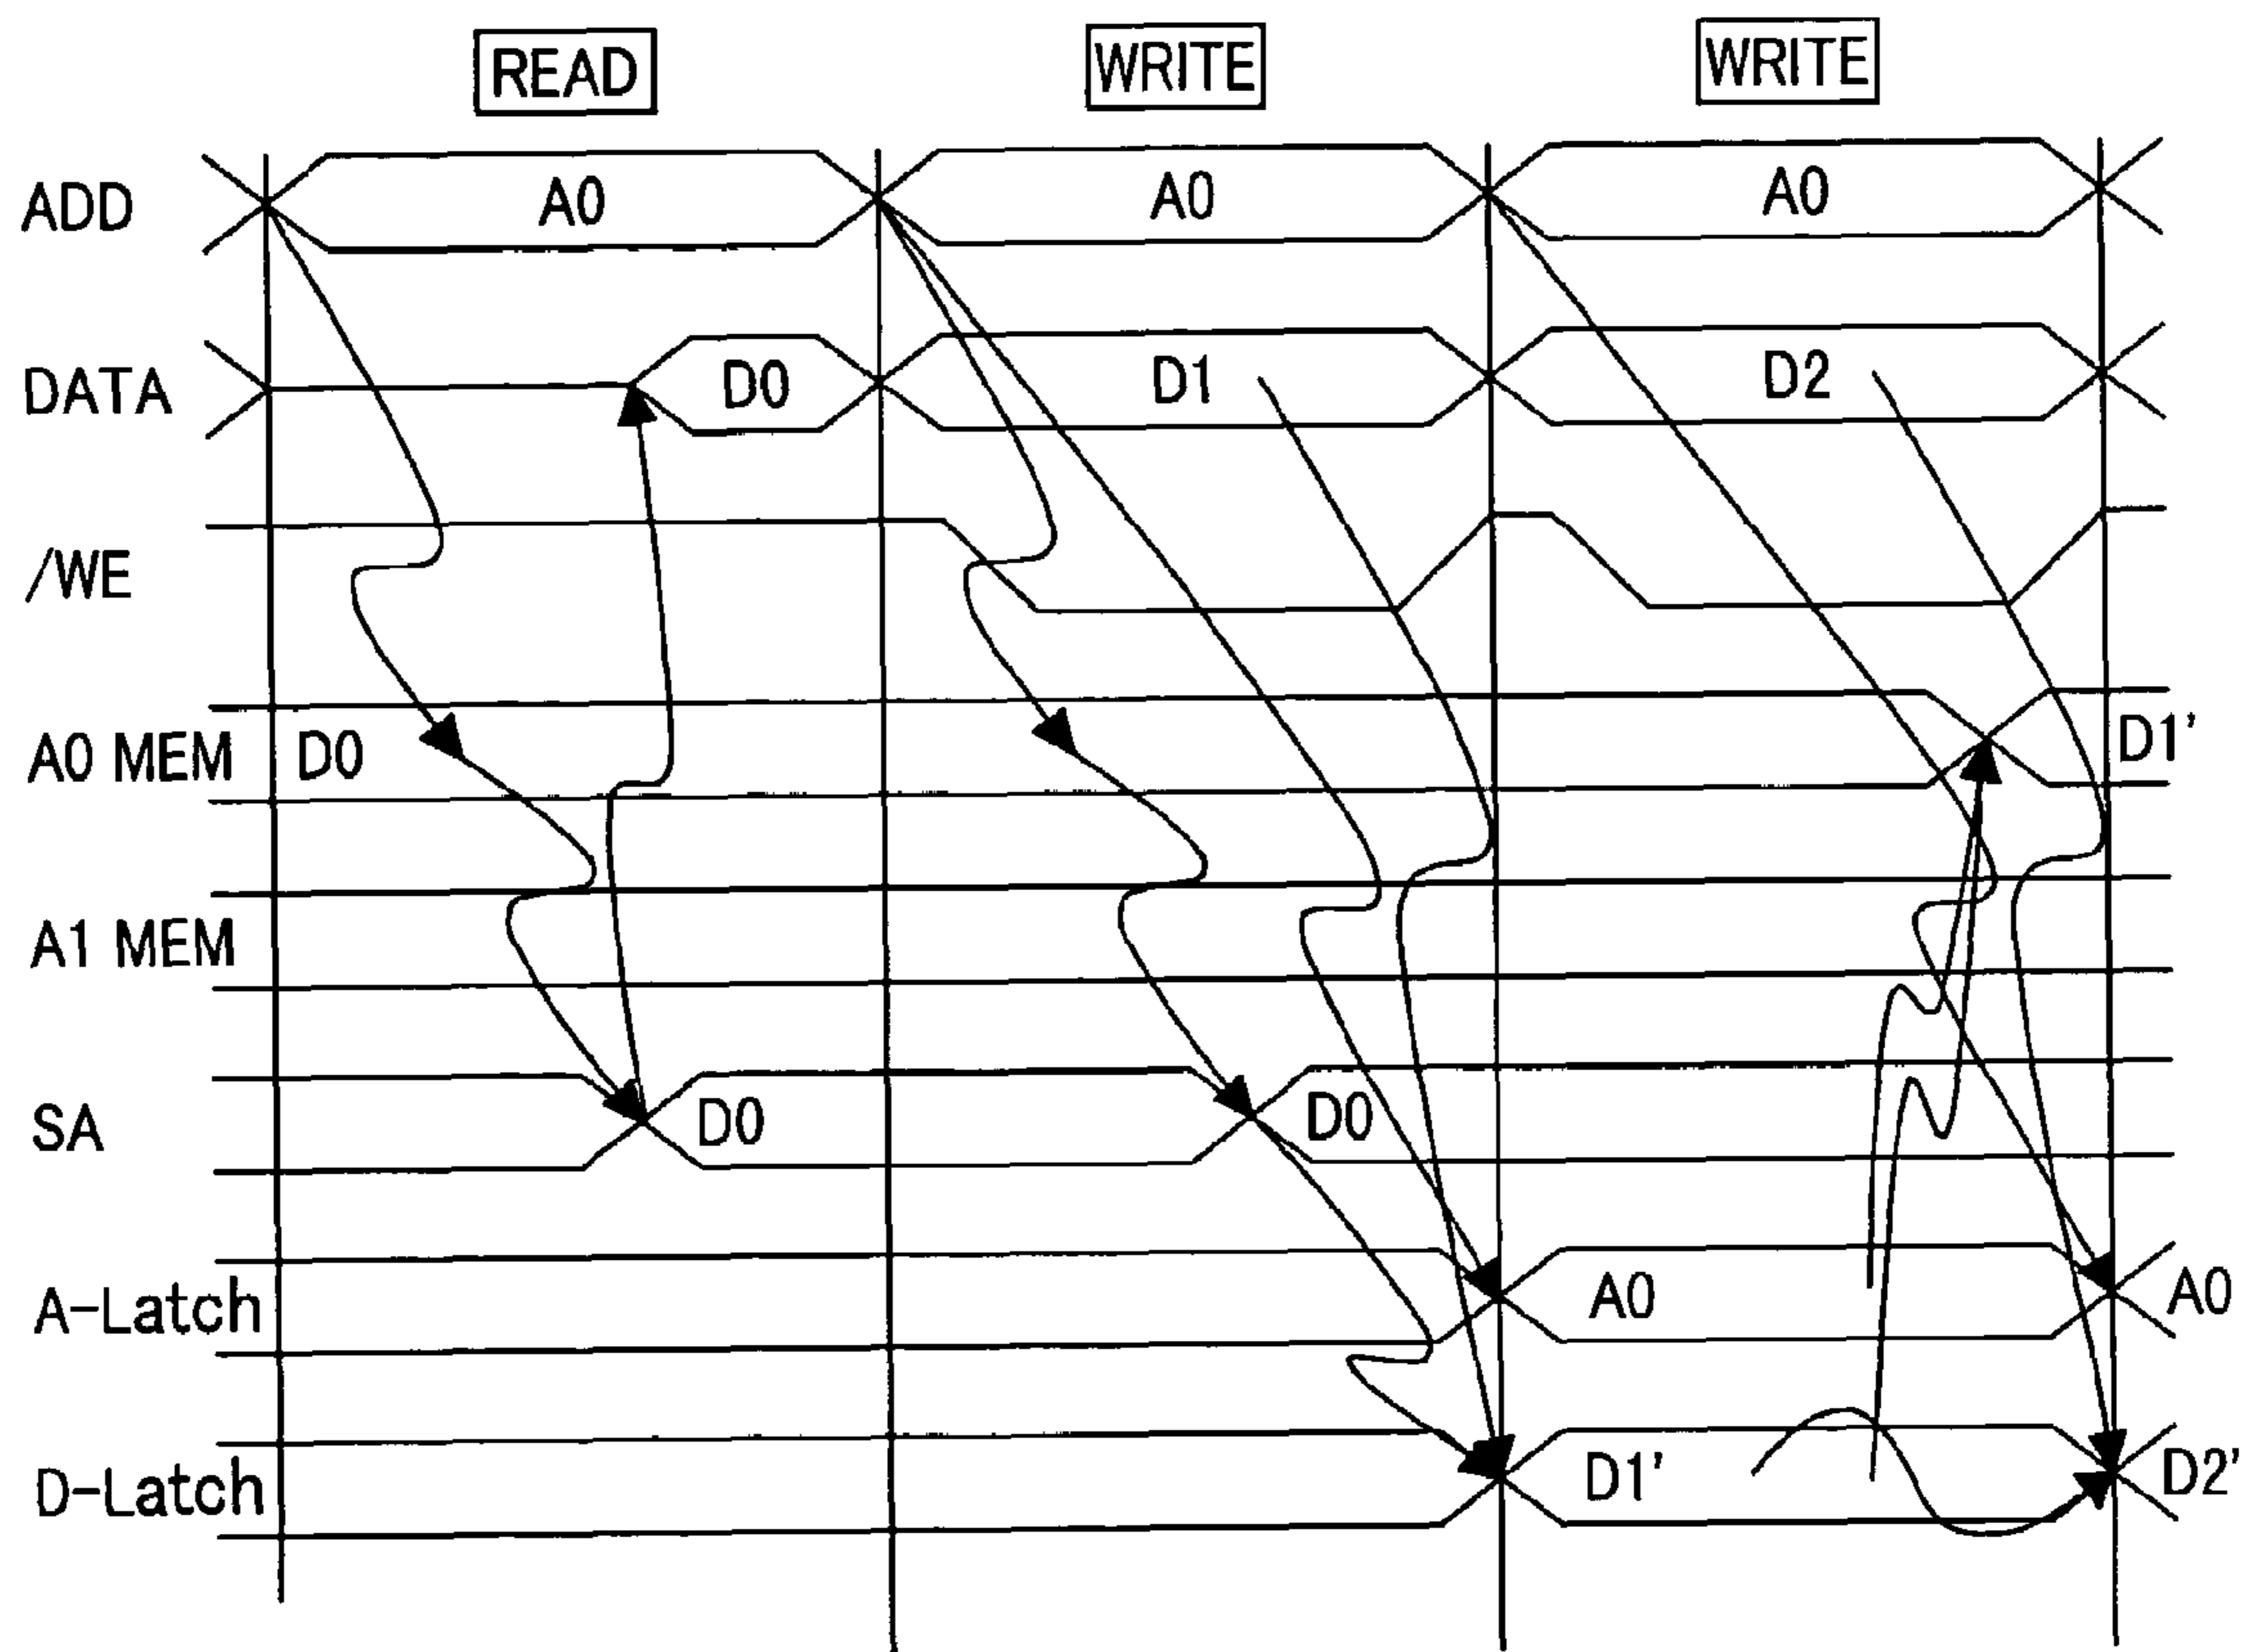 READ WRITE WRITE
ADD A0 A0 A0
DATA D0 D1 D2
/WE
A0 MEM D0 D1'
A1 MEM
SA D0 D0
A-Latch A0 A0
D-Latch D1' D2'